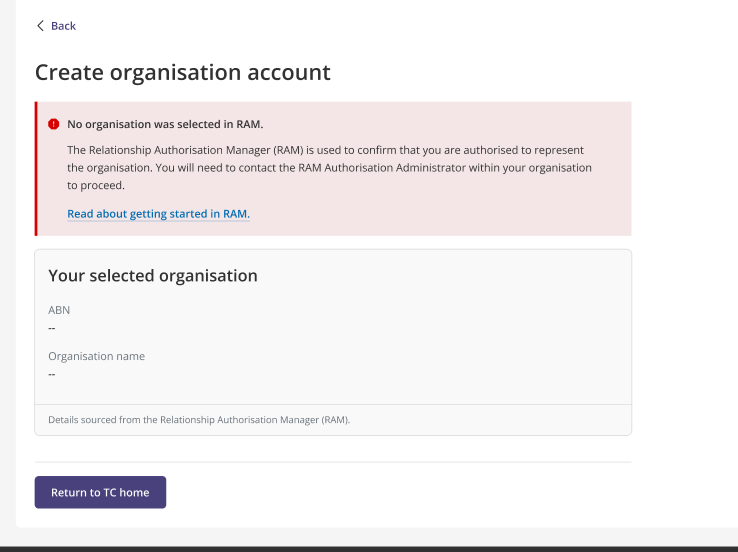 Back
Create organisation account
No organisation was selected in RAM.
The Relationship Authorisation Manager (RAM) is used to confirm that you are authorised to represent
the organisation. You will need to contact the RAM Authorisation Administrator within your organisation
to proceed.
Read about getting started in RAM.
Your selected organisation
ABN
--
Organisation name
--
Details sourced from the Relationship Authorisation Manager (RAM).
Return to TC home